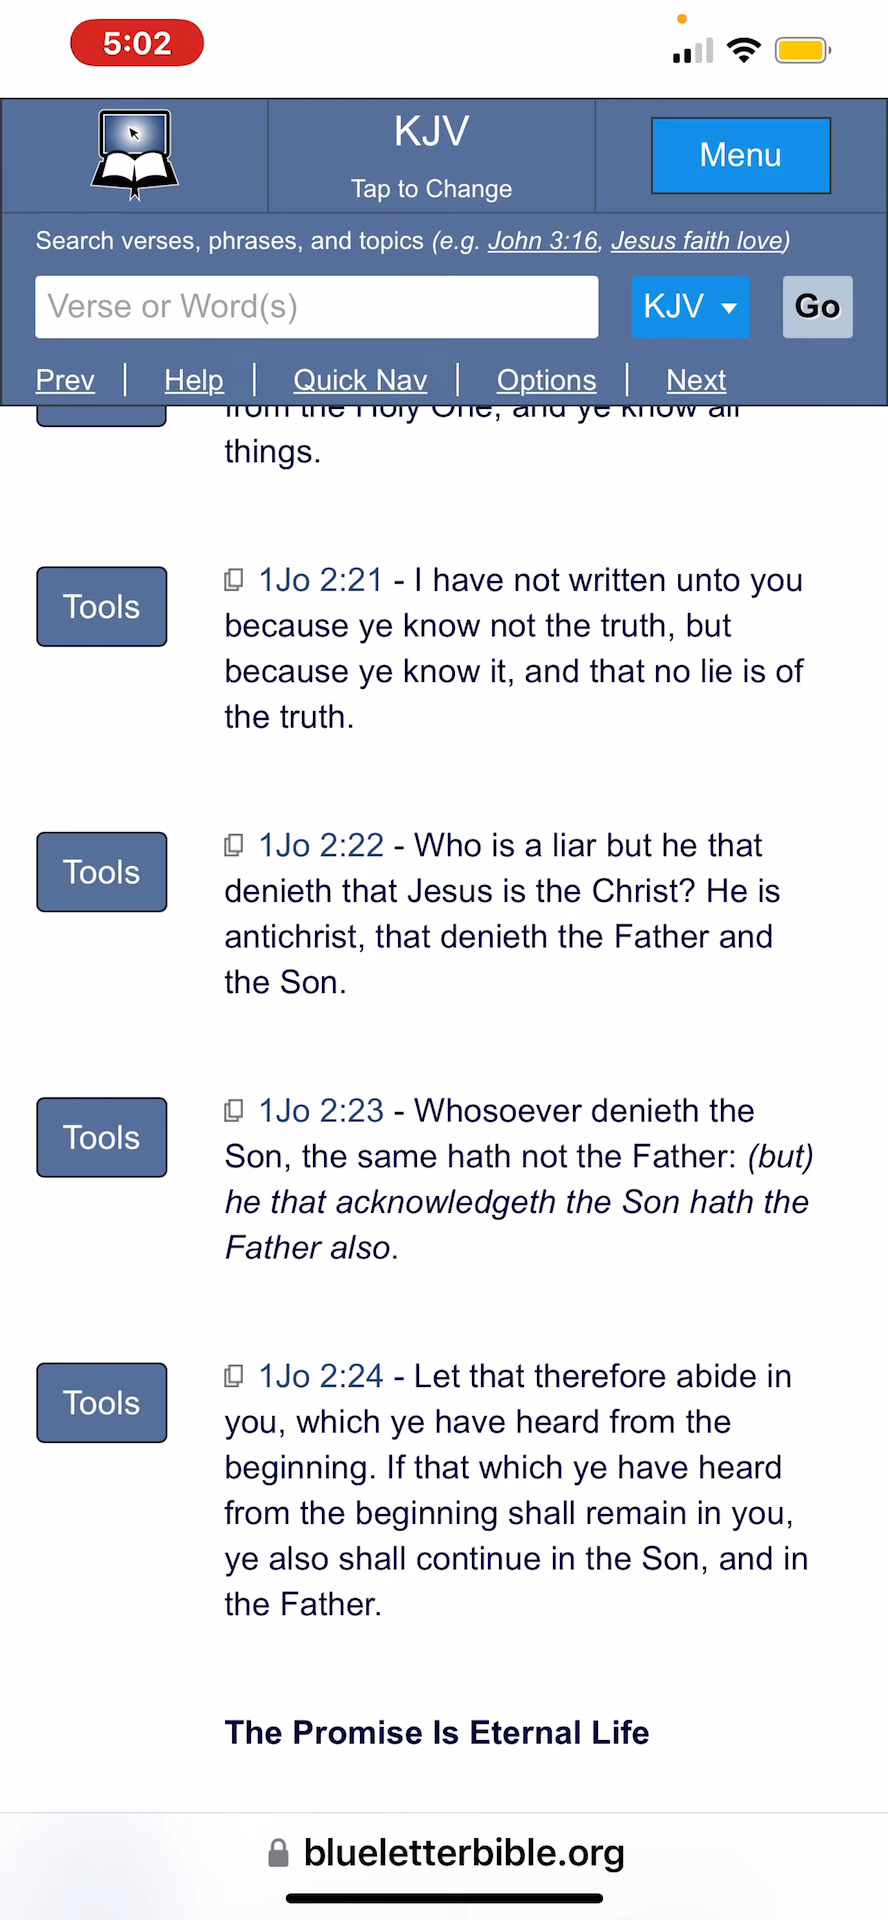 5:02
KJV
Tap to Change
Menu
Search verses, phrases, and topics (e.g. John 3:16, Jesus faith love)
Verse or Word(s)
KJV
Go
Prev | Help | Quick Nav | Options | Next
from the Holy One, and ye know all
things.
Tools
1Jo 2:21 - I have not written unto you
because ye know not the truth, but
because ye know it, and that no lie is of
the truth.
Tools
1Jo 2:22 - Who is a liar but he that
denieth that Jesus is the Christ? He is
antichrist, that denieth the Father and
the Son.
Tools
1Jo 2:23 - Whosoever denieth the
Son, the same hath not the Father: (but)
he that acknowledgeth the Son hath the
Father also.
Tools
1Jo 2:24 - Let that therefore abide in
you, which ye have heard from the
beginning. If that which ye have heard
from the beginning shall remain in you,
ye also shall continue in the Son, and in
the Father.
The Promise Is Eternal Life
blueletterbible.org